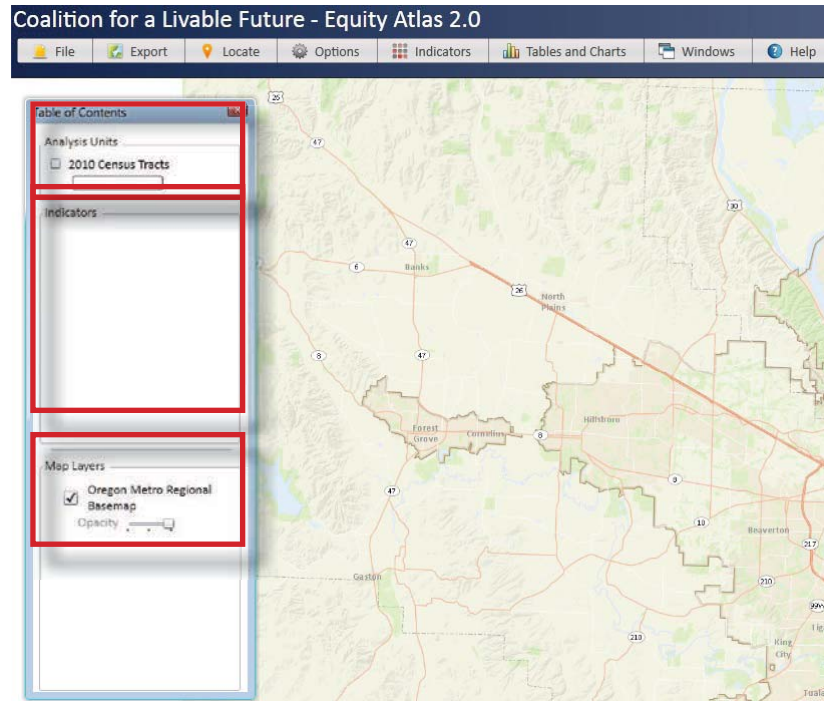 Coalition for a Livable Future - Equity Atlas 2.0
File Export Locate Options Indicators Tables and Charts Windows Help
Table of Contents
Analysis Units
2010 Census Tracts
Indicators
Map Layers
Oregon Metro Regional
Basemap
Opacity
26
47
30
47
6
Banks
26
North
Plains
8
47
Hillsboro
Forest
Grove
Cornelius
8
8
47
10
Beaverton
217
Gaston
210
99W
210
King
City